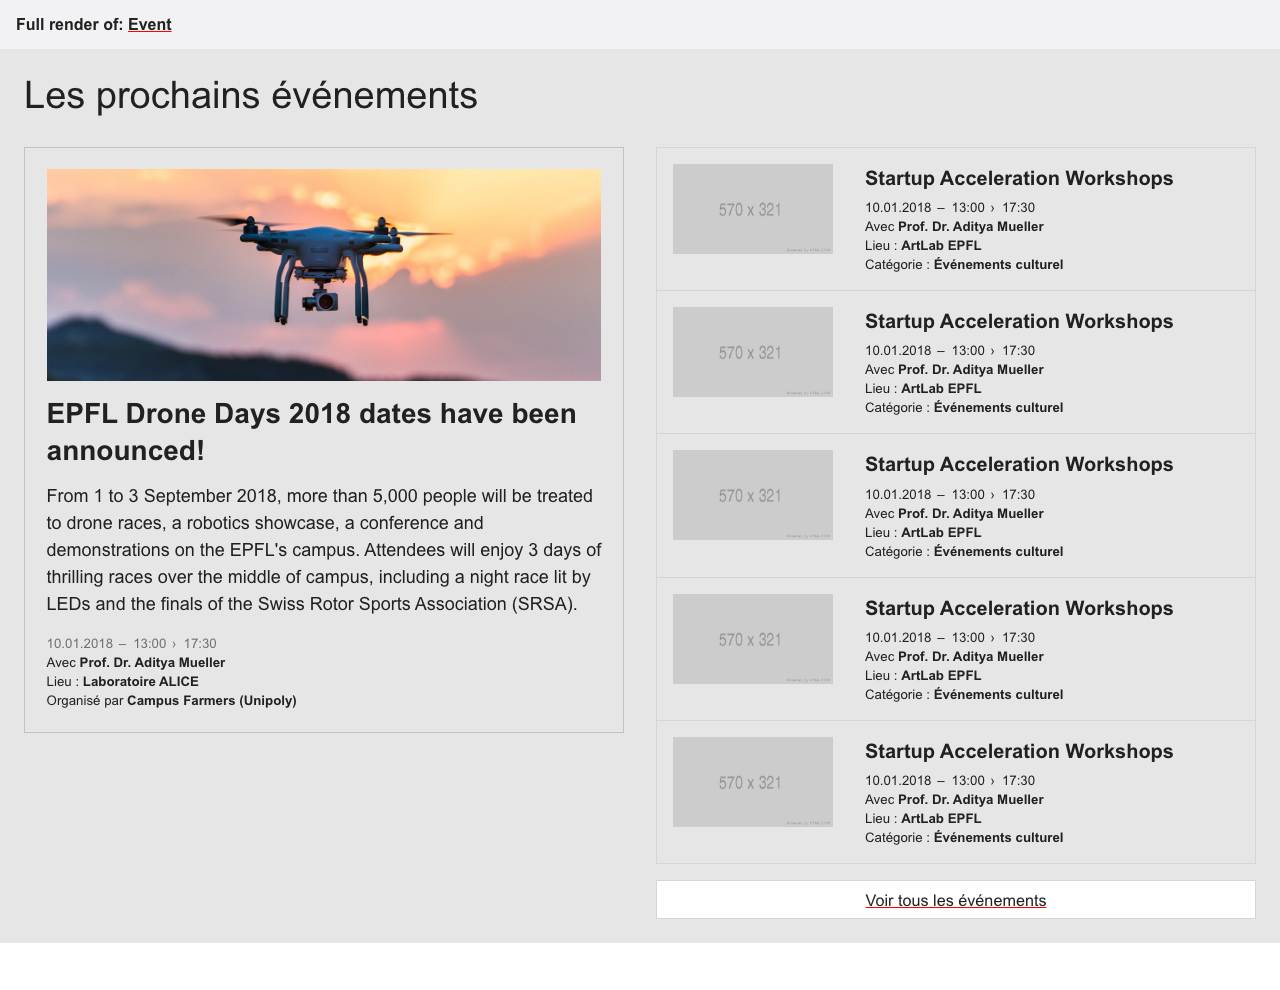 Full render of: Event
Les prochains événements
EPFL Drone Days 2018 dates have been
announced!
From 1 to 3 September 2018, more than 5,000 people will be treated
to drone races, a robotics showcase, a conference and
demonstrations on the EPFL's campus. Attendees will enjoy 3 days of
thrilling races over the middle of campus, including a night race lit by
LEDs and the finals of the Swiss Rotor Sports Association (SRSA).
10.01.2018 – 13:00 › 17:30
Avec Prof. Dr. Aditya Mueller
Lieu : Laboratoire ALICE
Organisé par Campus Farmers (Unipoly)
570 x 321
Startup Acceleration Workshops
10.01.2018 – 13:00 › 17:30
Avec Prof. Dr. Aditya Mueller
Lieu : ArtLab EPFL
Catégorie : Événements culturel
570 x 321
Startup Acceleration Workshops
10.01.2018 – 13:00 › 17:30
Avec Prof. Dr. Aditya Mueller
Lieu : ArtLab EPFL
Catégorie : Événements culturel
570 x 321
Startup Acceleration Workshops
10.01.2018 – 13:00 › 17:30
Avec Prof. Dr. Aditya Mueller
Lieu : ArtLab EPFL
Catégorie : Événements culturel
570 x 321
Startup Acceleration Workshops
10.01.2018 – 13:00 › 17:30
Avec Prof. Dr. Aditya Mueller
Lieu : ArtLab EPFL
Catégorie : Événements culturel
570 x 321
Startup Acceleration Workshops
10.01.2018 – 13:00 › 17:30
Avec Prof. Dr. Aditya Mueller
Lieu : ArtLab EPFL
Catégorie : Événements culturel
Voir tous les événements